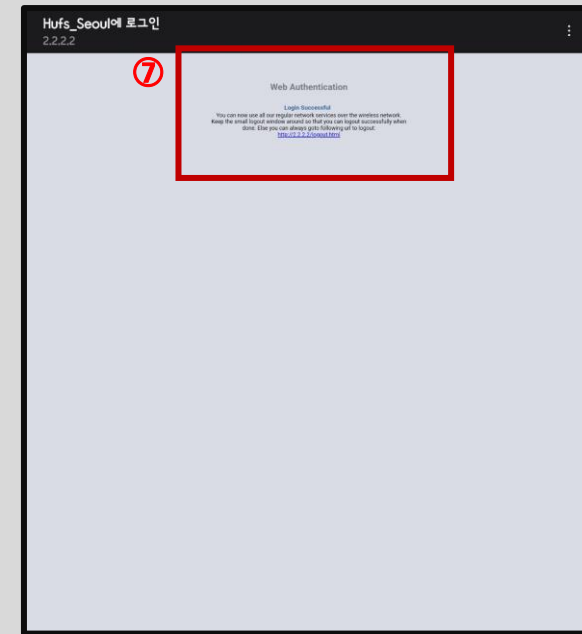 Hufs_Seoul에 로그인
2.2.2.2
⑦
Web Authentication
Login Successful
You can now use all our regular network services over the wireless network.
Keep the small logout window around so that you can logout successfully when
done. Else you can always goto following url to logout:
http://2.2.2.2/logout.html